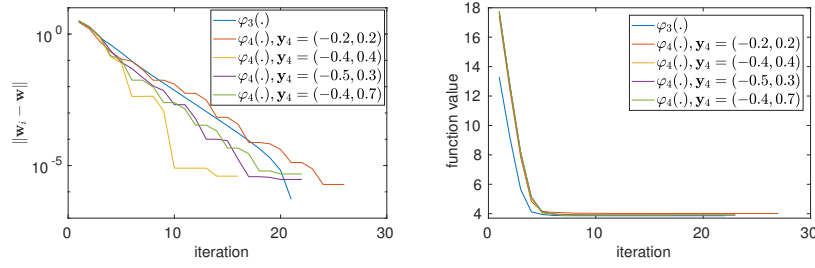 10^0
10^-5
‖w_i − w‖
0 10 20 30
iteration
φ_3(.)
φ_4(.), y_4 = (−0.2, 0.2)
φ_4(.), y_4 = (−0.4, 0.4)
φ_4(.), y_4 = (−0.5, 0.3)
φ_4(.), y_4 = (−0.4, 0.7)
18
16
14
12
10
8
6
4
function value
0 10 20 30
iteration
φ_3(.)
φ_4(.), y_4 = (−0.2, 0.2)
φ_4(.), y_4 = (−0.4, 0.4)
φ_4(.), y_4 = (−0.5, 0.3)
φ_4(.), y_4 = (−0.4, 0.7)